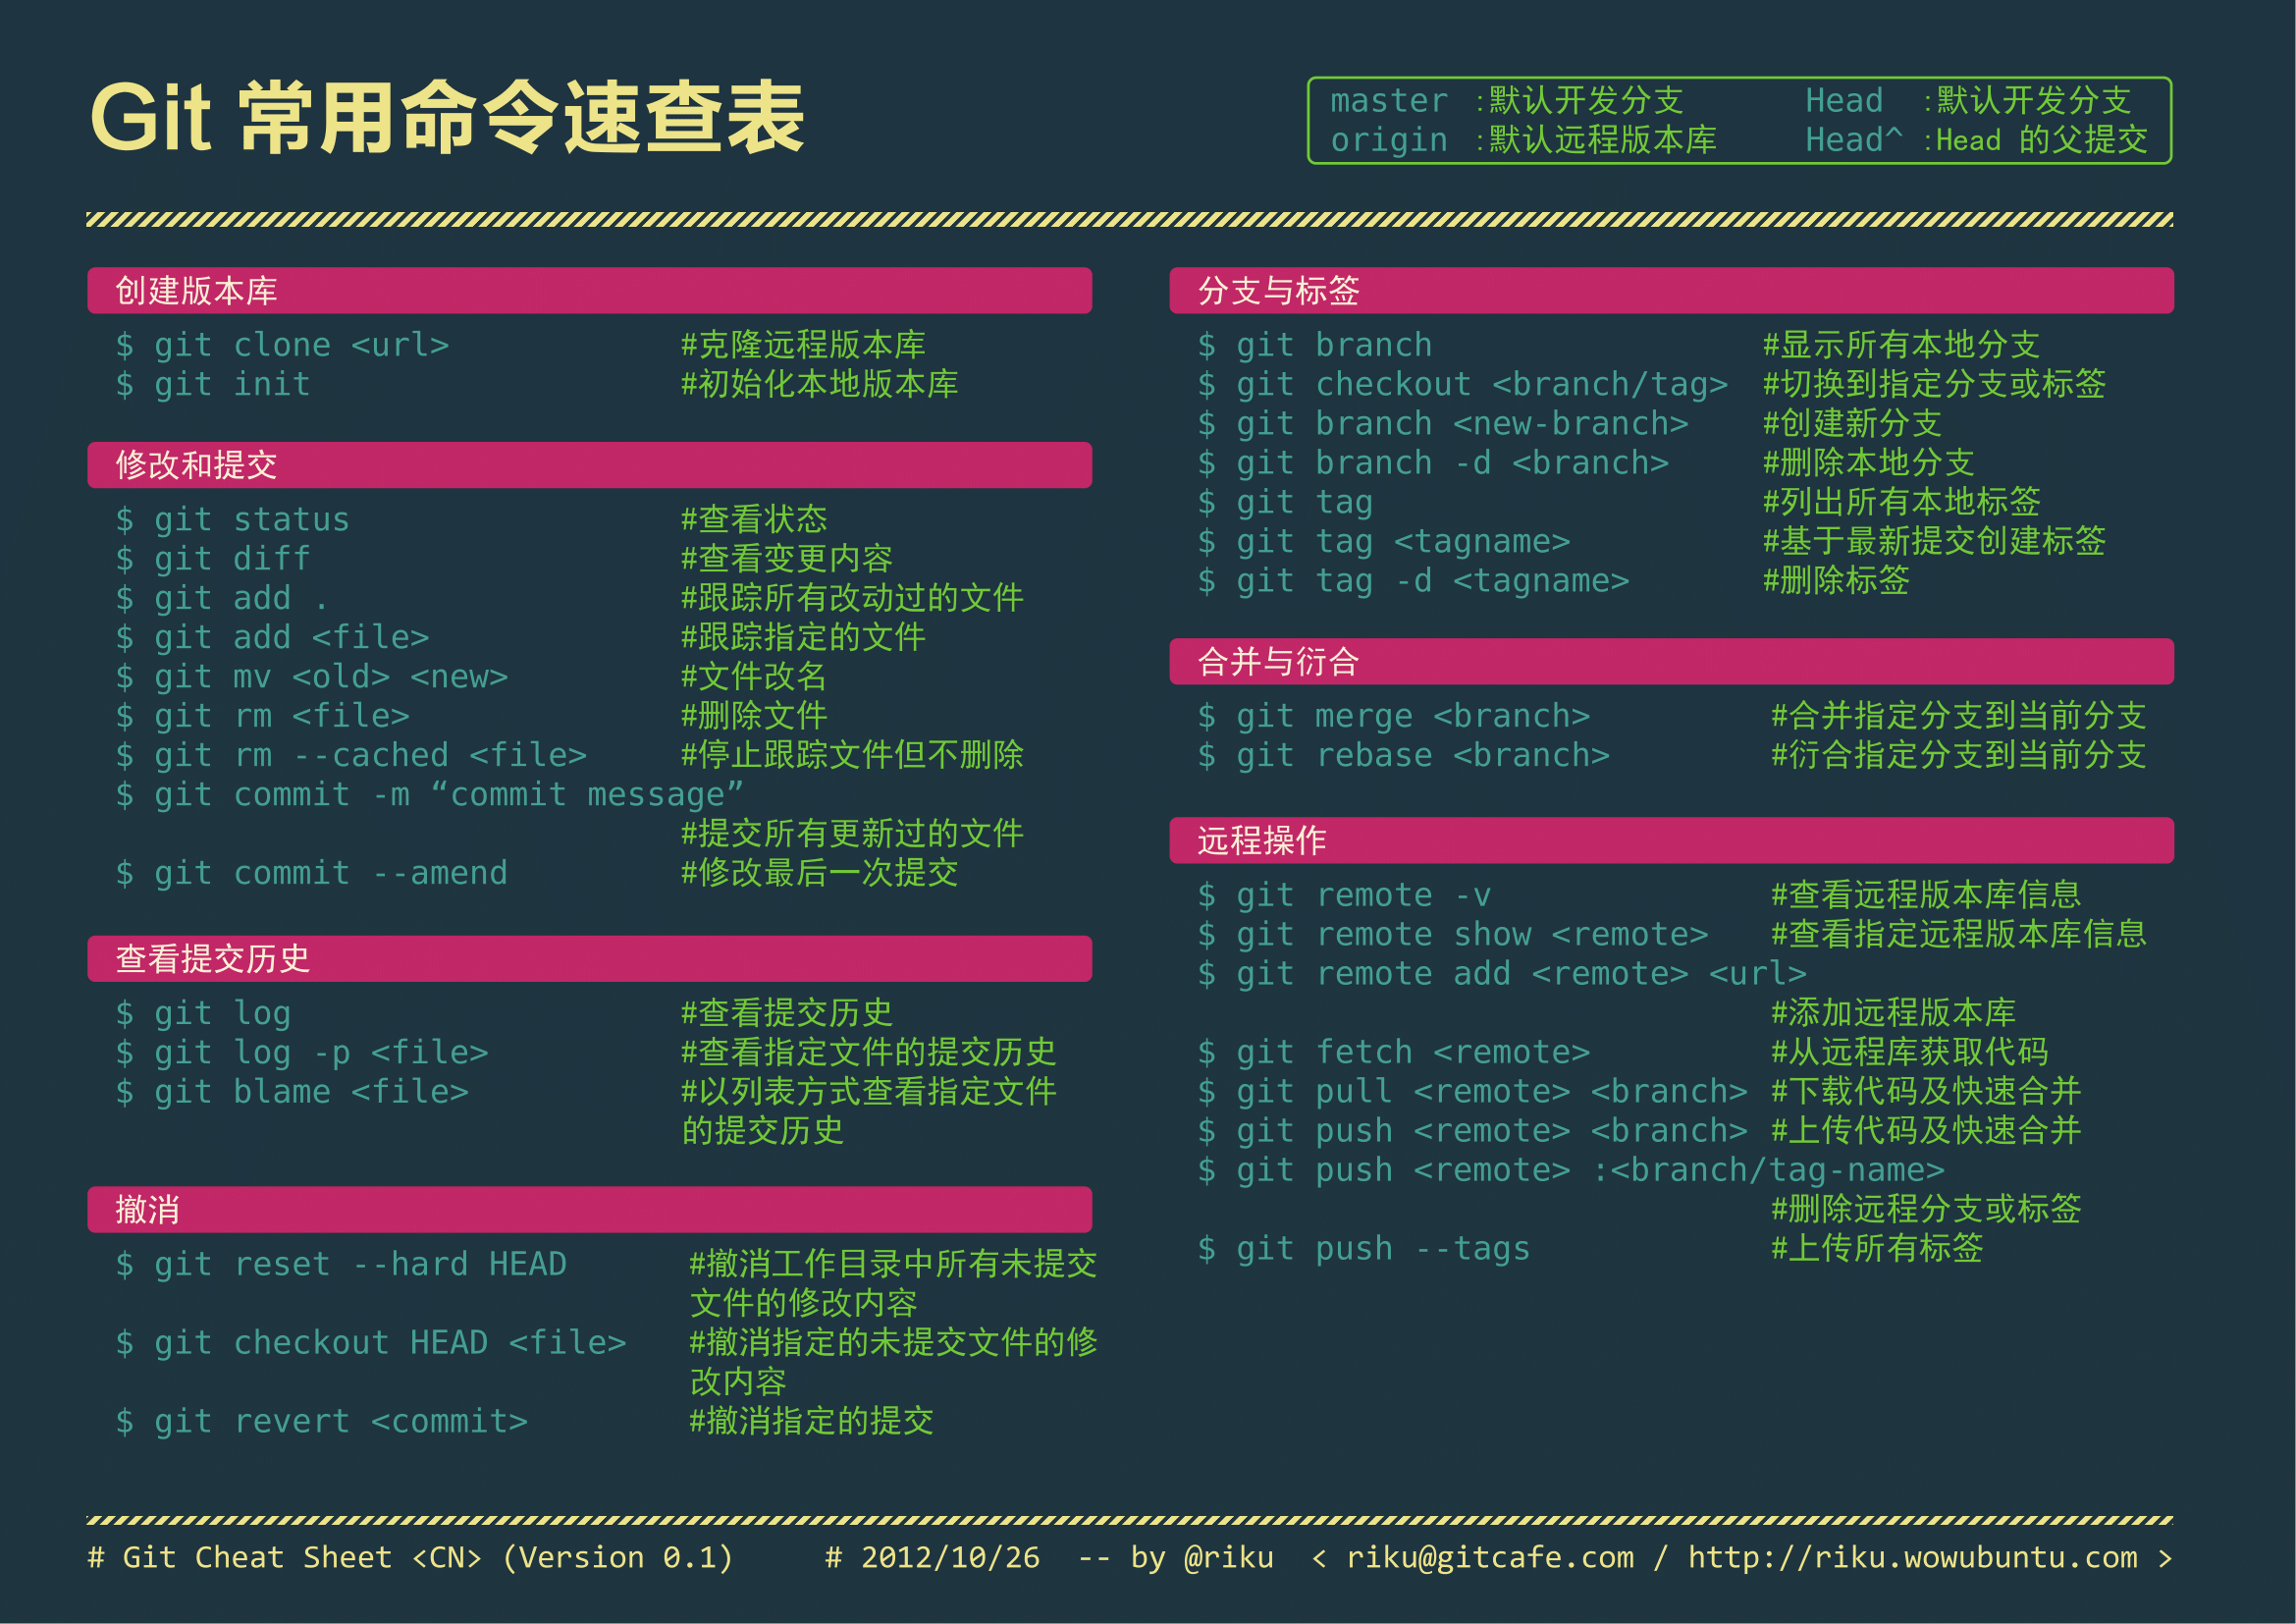 Git 常用命令速查表
master :默认开发分支 Head :默认开发分支
origin :默认远程版本库 Head^ :Head 的父提交
创建版本库
$ git clone <url> #克隆远程版本库
$ git init #初始化本地版本库
修改和提交
$ git status #查看状态
$ git diff #查看变更内容
$ git add . #跟踪所有改动过的文件
$ git add <file> #跟踪指定的文件
$ git mv <old> <new> #文件改名
$ git rm <file> #删除文件
$ git rm --cached <file> #停止跟踪文件但不删除
$ git commit -m “commit message”
#提交所有更新过的文件
$ git commit --amend #修改最后一次提交
查看提交历史
$ git log #查看提交历史
$ git log -p <file> #查看指定文件的提交历史
$ git blame <file> #以列表方式查看指定文件
的提交历史
撤消
$ git reset --hard HEAD #撤消工作目录中所有未提交
文件的修改内容
$ git checkout HEAD <file> #撤消指定的未提交文件的修
改内容
$ git revert <commit> #撤消指定的提交
分支与标签
$ git branch #显示所有本地分支
$ git checkout <branch/tag> #切换到指定分支或标签
$ git branch <new-branch> #创建新分支
$ git branch -d <branch> #删除本地分支
$ git tag #列出所有本地标签
$ git tag <tagname> #基于最新提交创建标签
$ git tag -d <tagname> #删除标签
合并与衍合
$ git merge <branch> #合并指定分支到当前分支
$ git rebase <branch> #衍合指定分支到当前分支
远程操作
$ git remote -v #查看远程版本库信息
$ git remote show <remote> #查看指定远程版本库信息
$ git remote add <remote> <url>
#添加远程版本库
$ git fetch <remote> #从远程库获取代码
$ git pull <remote> <branch> #下载代码及快速合并
$ git push <remote> <branch> #上传代码及快速合并
$ git push <remote> :<branch/tag-name>
#删除远程分支或标签
$ git push --tags #上传所有标签
# Git Cheat Sheet <CN> (Version 0.1) # 2012/10/26 -- by @riku < riku@gitcafe.com / http://riku.wowubuntu.com >